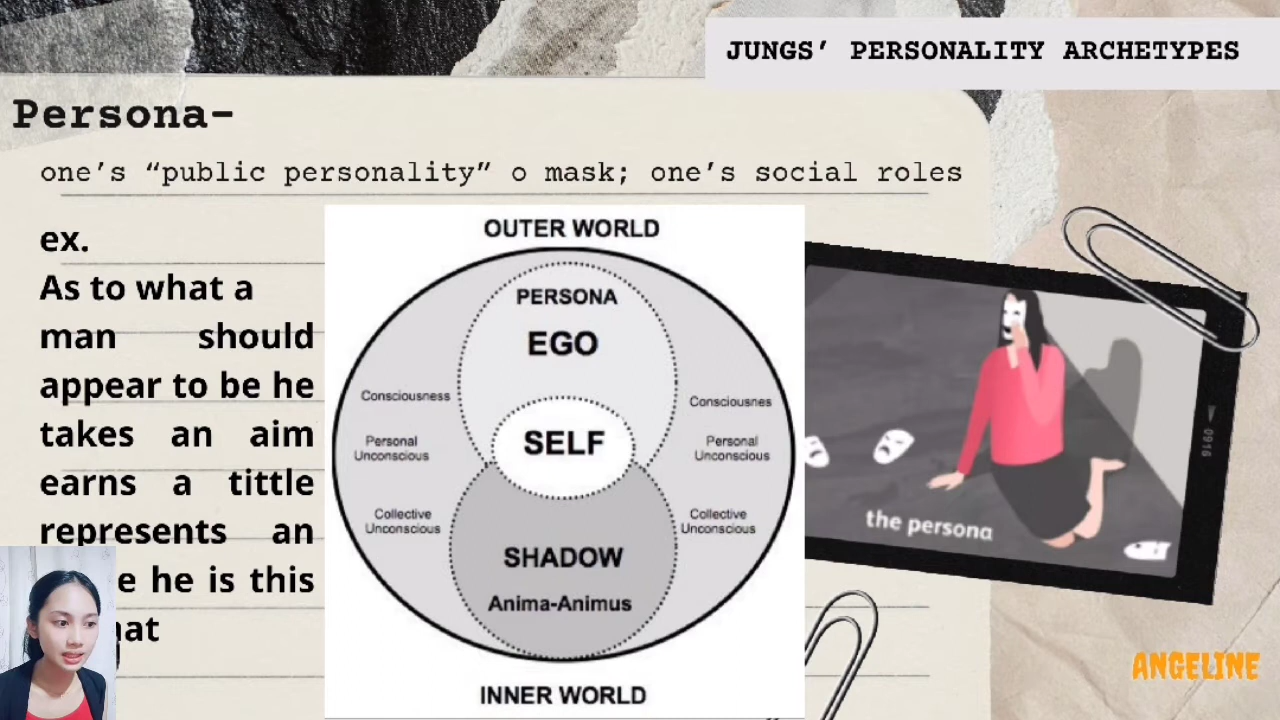 JUNGS’ PERSONALITY ARCHETYPES
Persona-
one’s “public personality” o mask; one’s social roles
ex.
As to what a
man should
appear to be he
takes an aim
earns a tittle
represents an
he is this
OUTER WORLD
PERSONA
EGO
Consciousness
Consciousnes
SELF
Personal
Unconscious
Personal
Unconscious
Collective
Unconscious
Collective
Unconscious
SHADOW
Anima-Animus
INNER WORLD
the persona
0916
ANGELINE